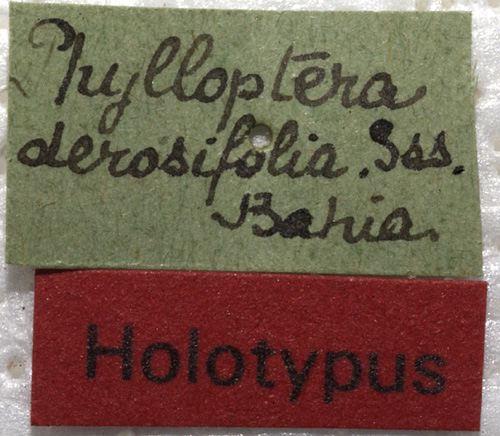 Phylloptera
derosifolia. Sss.
Bahia.
Holotypus